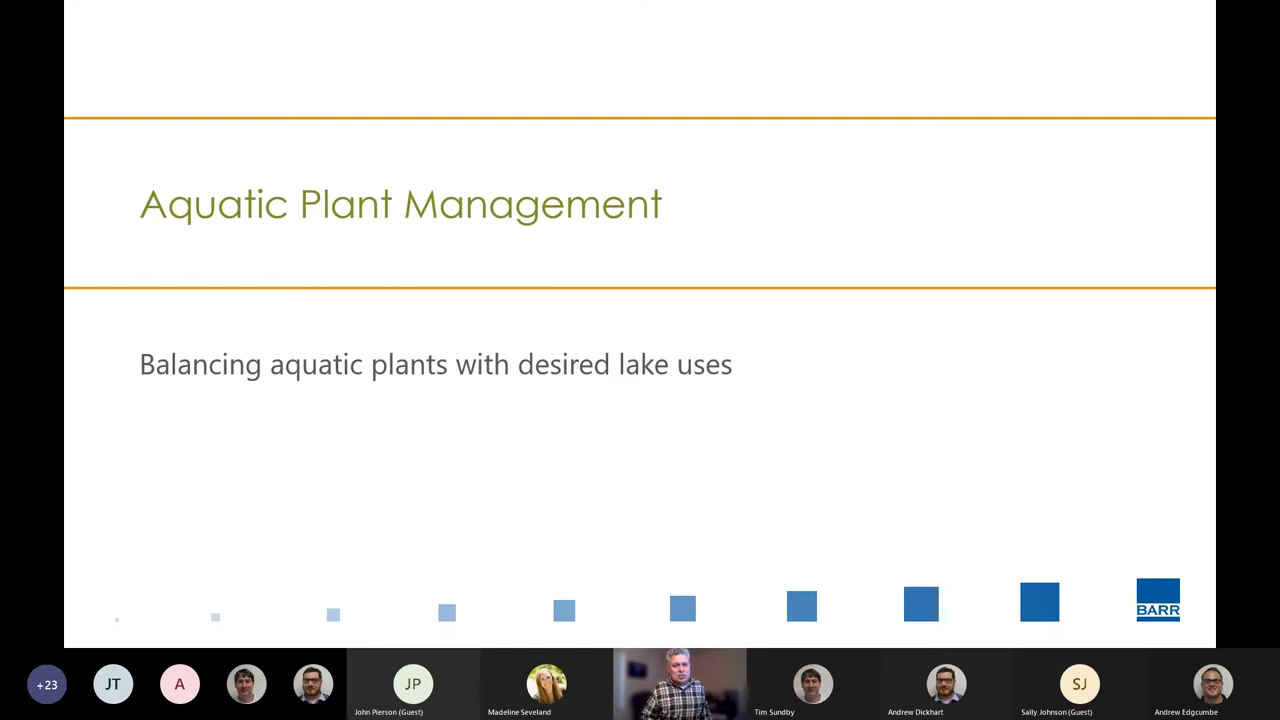 Aquatic Plant Management
Balancing aquatic plants with desired lake uses
BARR
+23
JT
A
JP
SJ
John Pierson (Guest)
Madeline Seveland
Tim Sundby
Andrew Dickhart
Sally Johnson (Guest)
Andrew Edgcumbe